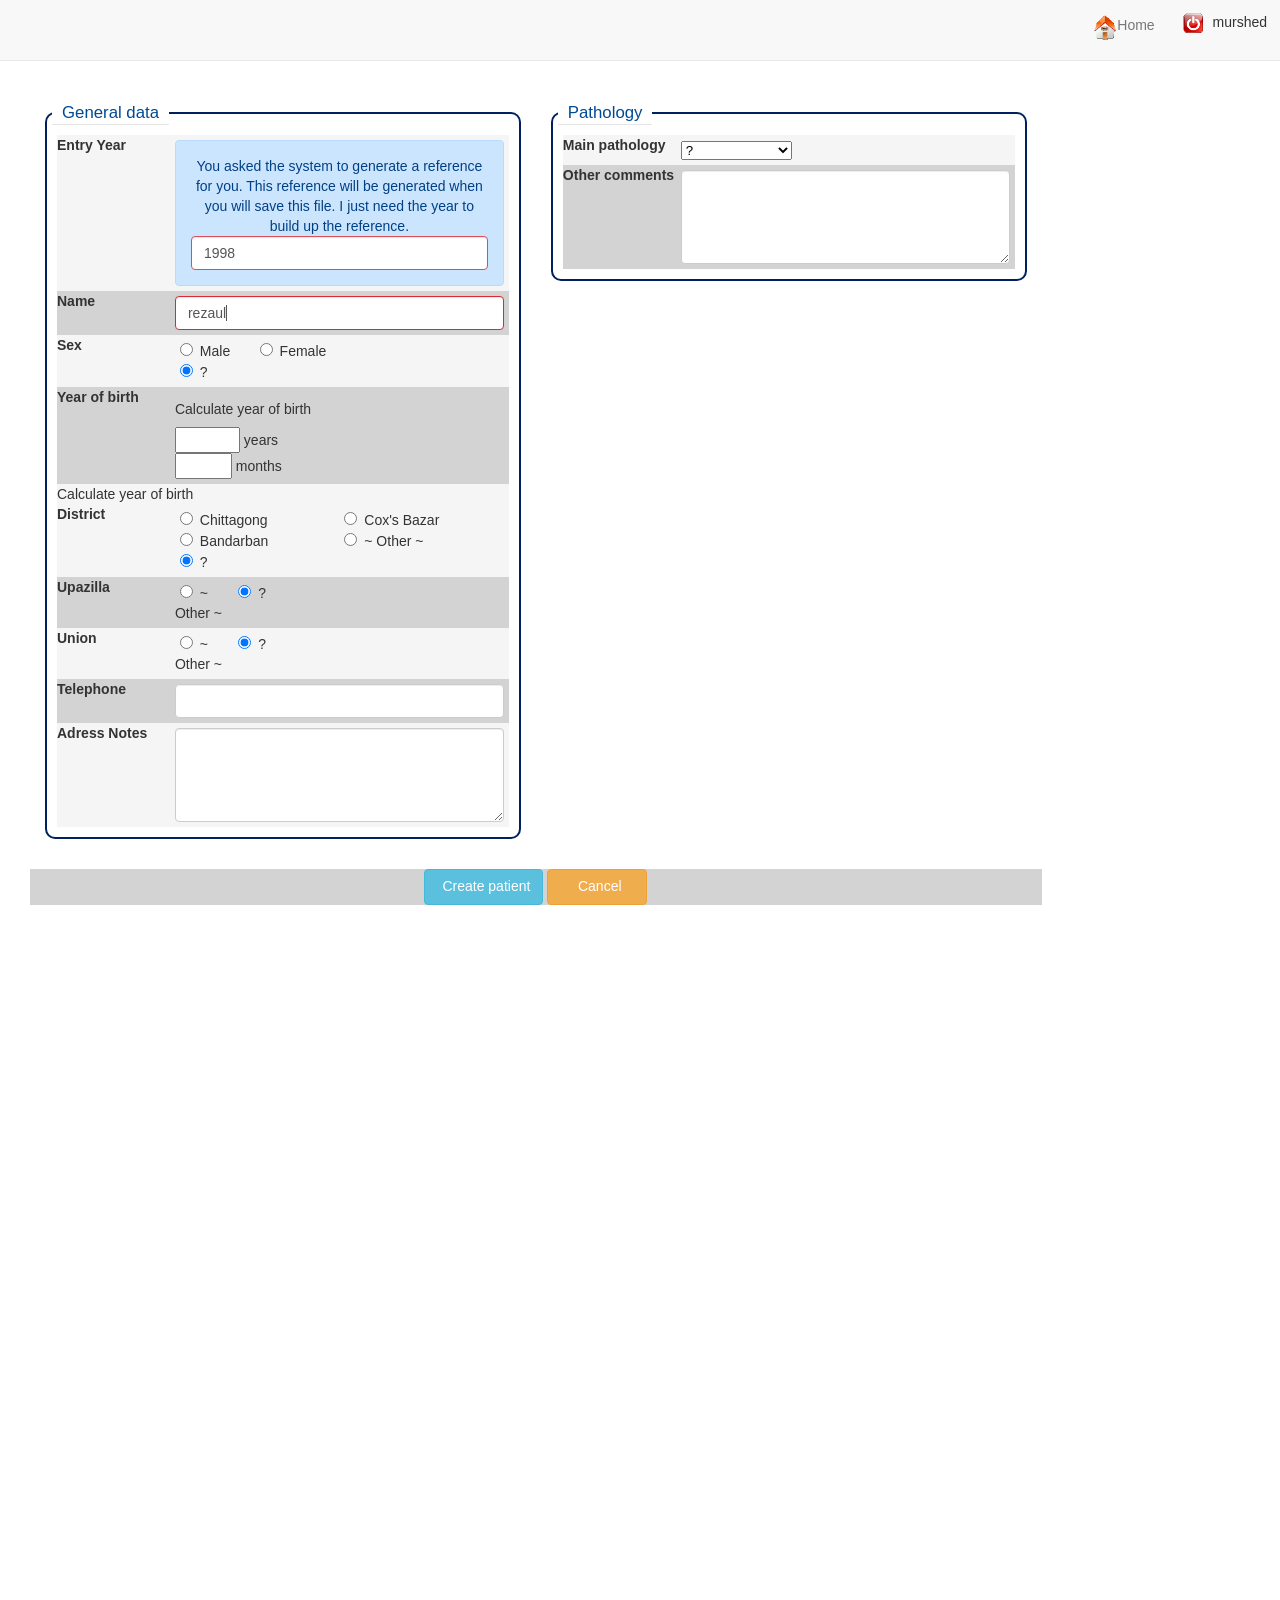 Home
murshed
General data
Entry Year
You asked the system to generate a reference
for you. This reference will be generated when
you will save this file. I just need the year to
build up the reference.
1998
Name
rezaul
Sex
Male Female
?
Year of birth
Calculate year of birth
years
months
Calculate year of birth
District
Chittagong Cox's Bazar
Bandarban ~ Other ~
?
Upazilla
~ ?
Other ~
Union
~ ?
Other ~
Telephone
Adress Notes
Pathology
Main pathology
?
Other comments
Create patient
Cancel